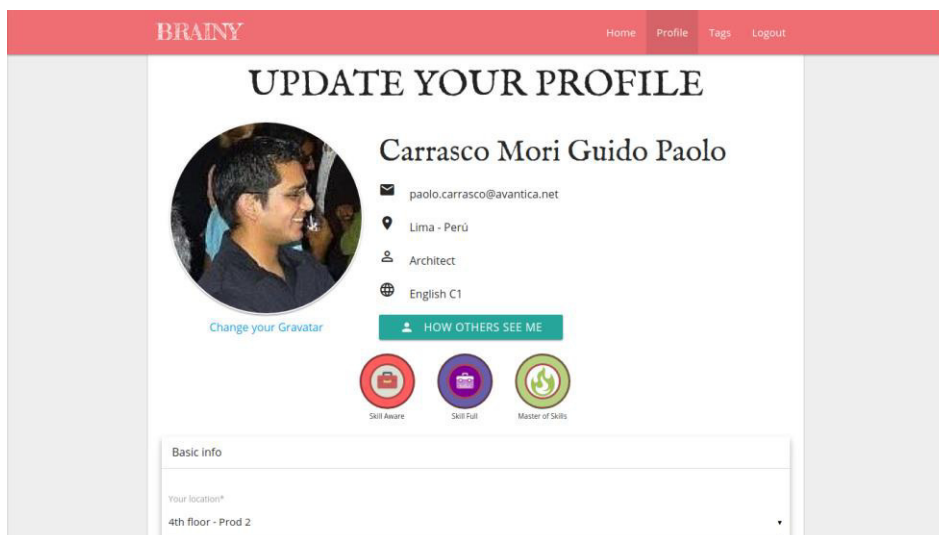 BRAINY
Home Profile Tags Logout
UPDATE YOUR PROFILE
Carrasco Mori Guido Paolo
paolo.carrasco@avantica.net
Lima - Perú
Architect
English C1
Change your Gravatar
HOW OTHERS SEE ME
Skill Aware Skill Full Master of Skills
Basic info
Your location*
4th floor - Prod 2